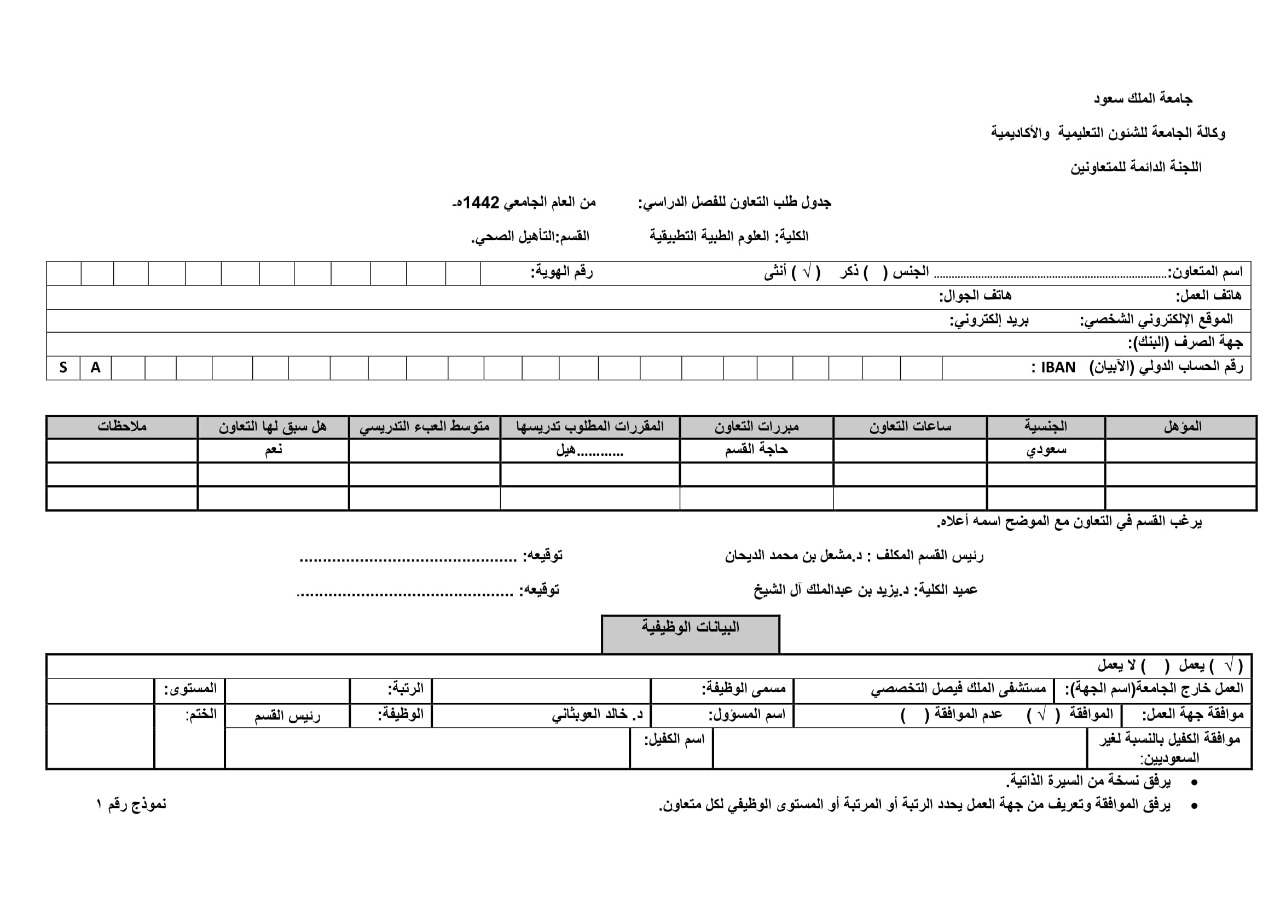 جامعة الملك سعود
وكالة الجامعة للشئون التعليمية والأكاديمية
اللجنة الدائمة للمتعاونين
جدول طلب التعاون للفصل الدراسي: من العام الجامعي 1442هـ
الكلية: العلوم الطبية التطبيقية القسم:التأهيل الصحي.
اسم المتعاون:........................................ الجنس ( ) ذكر ( √ ) أنثى رقم الهوية:
هاتف العمل: هاتف الجوال:
الموقع الإلكتروني الشخصي: بريد إلكتروني:
جهة الصرف (البنك):
رقم الحساب الدولي (الأبيان) IBAN : A S
المؤهل الجنسية ساعات التعاون مبررات التعاون المقررات المطلوب تدريسها متوسط العبء التدريسي هل سبق لها التعاون ملاحظات
سعودي حاجة القسم ............هيل نعم
يرغب القسم في التعاون مع الموضح اسمه أعلاه.
رئيس القسم المكلف : د.مشعل بن محمد الديحان توقيعه: ...............................................
عميد الكلية: د.يزيد بن عبدالملك آل الشيخ توقيعه: ...............................................
البيانات الوظيفية
( √ ) يعمل ( ) لا يعمل
العمل خارج الجامعة(اسم الجهة): مستشفى الملك فيصل التخصصي مسمى الوظيفة: الرتبة: المستوى:
موافقة جهة العمل: الموافقة ( √ ) عدم الموافقة ( ) اسم المسؤول: د. خالد العويثاني الوظيفة: رئيس القسم الختم:
موافقة الكفيل بالنسبة لغير السعوديين: اسم الكفيل:
• يرفق نسخة من السيرة الذاتية.
• يرفق الموافقة وتعريف من جهة العمل يحدد الرتبة أو المرتبة أو المستوى الوظيفي لكل متعاون. نموذج رقم ١